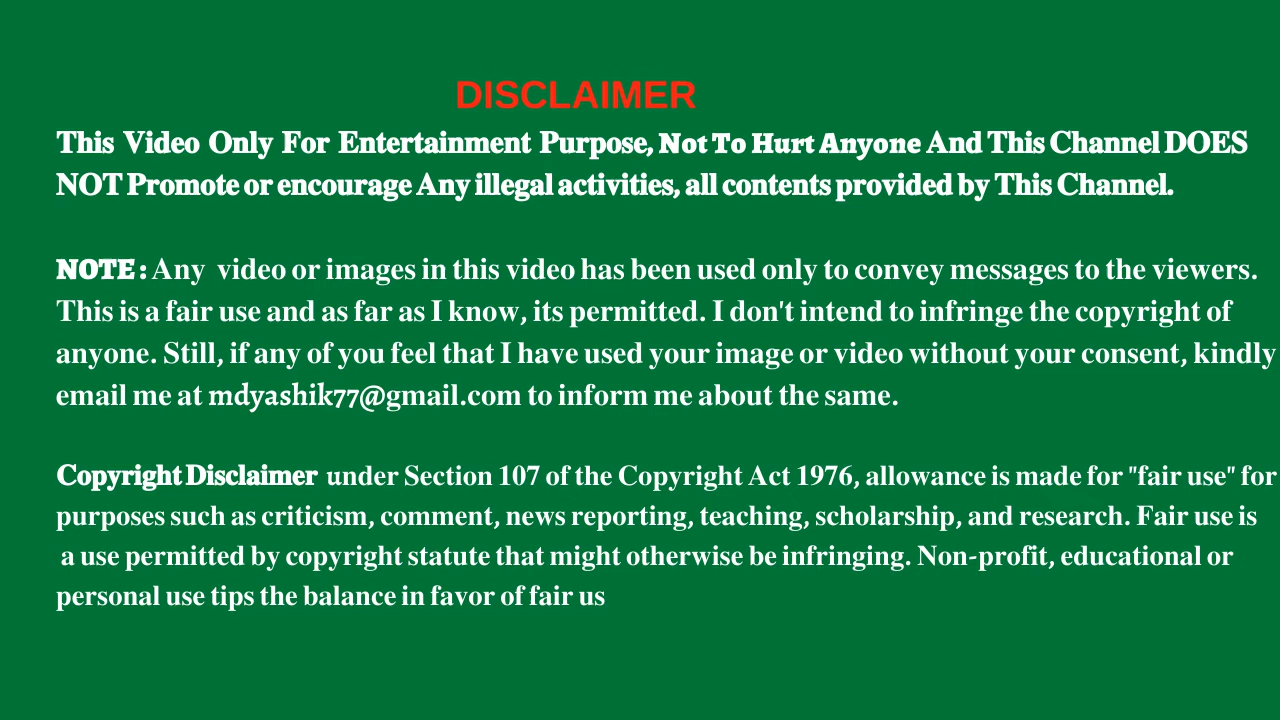 DISCLAIMER
This Video Only For Entertainment Purpose, Not To Hurt Anyone And This Channel DOES
NOT Promote or encourage Any illegal activities, all contents provided by This Channel.
NOTE : Any video or images in this video has been used only to convey messages to the viewers.
This is a fair use and as far as I know, its permitted. I don't intend to infringe the copyright of
anyone. Still, if any of you feel that I have used your image or video without your consent, kindly
email me at mdyashik77@gmail.com to inform me about the same.
Copyright Disclaimer under Section 107 of the Copyright Act 1976, allowance is made for "fair use" for
purposes such as criticism, comment, news reporting, teaching, scholarship, and research. Fair use is
a use permitted by copyright statute that might otherwise be infringing. Non-profit, educational or
personal use tips the balance in favor of fair us